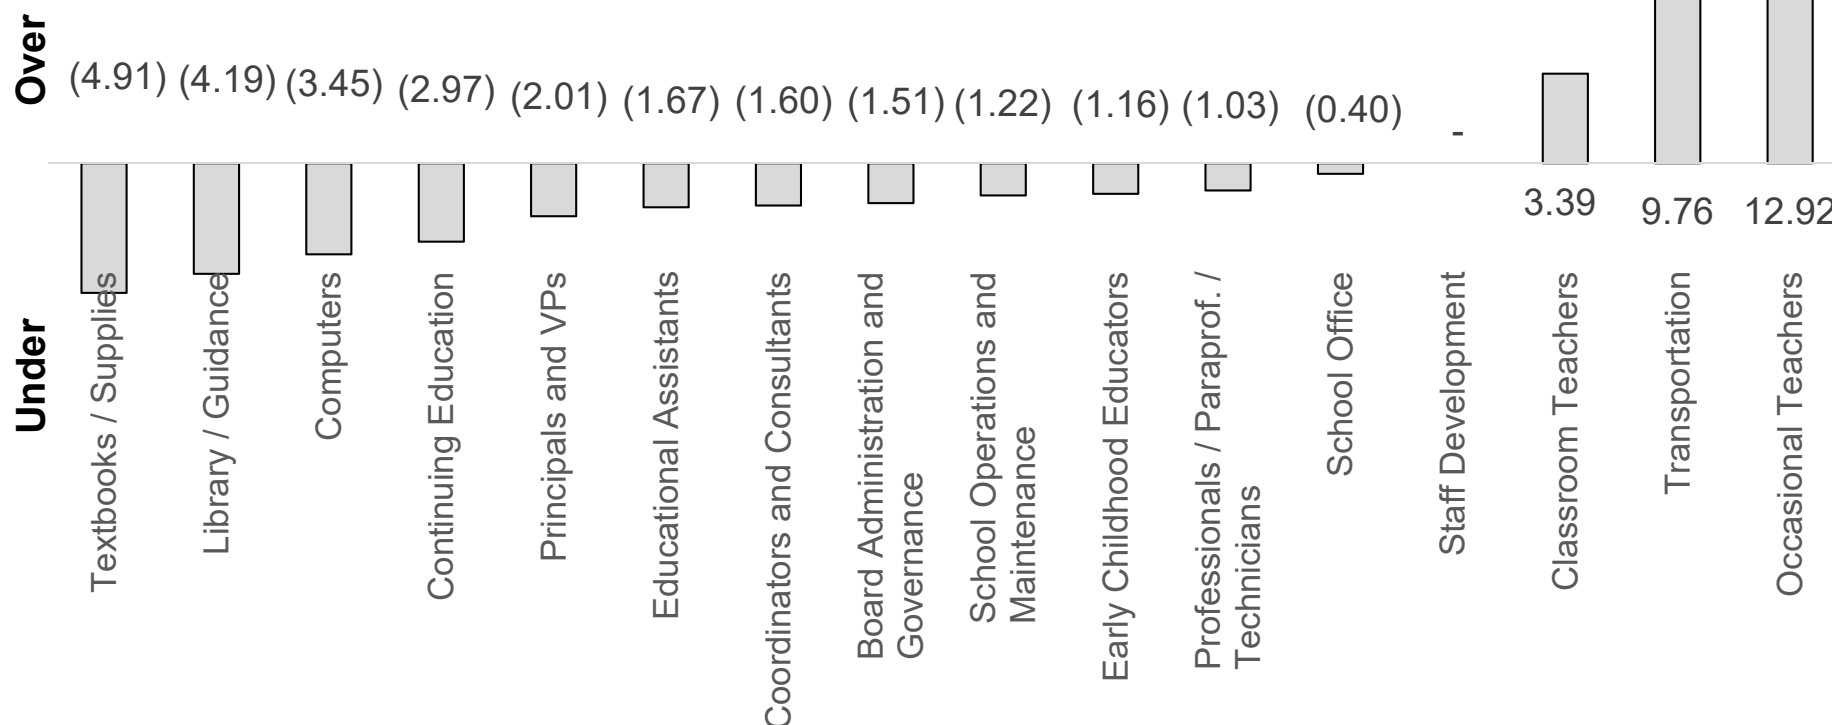 Over
(4.91) (4.19) (3.45) (2.97) (2.01) (1.67) (1.60) (1.51) (1.22) (1.16) (1.03) (0.40) -
3.39 9.76 12.92
Under
Textbooks / Supplies
Library / Guidance
Computers
Continuing Education
Principals and VPs
Educational Assistants
Coordinators and Consultants
Board Administration and
Governance
School Operations and
Maintenance
Early Childhood Educators
Professionals / Paraprof. /
Technicians
School Office
Staff Development
Classroom Teachers
Transportation
Occasional Teachers